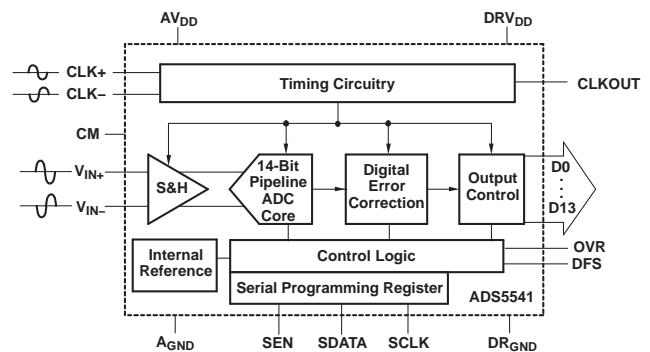 AVDD
DRVDD
CLK+
CLK–
Timing Circuitry
CLKOUT
CM
VIN+
VIN–
S&H
14-Bit
Pipeline
ADC
Core
Digital
Error
Correction
Output
Control
D0
D13
Internal
Reference
Control Logic
OVR
DFS
Serial Programming Register
ADS5541
AGND
SEN
SDATA
SCLK
DRGND